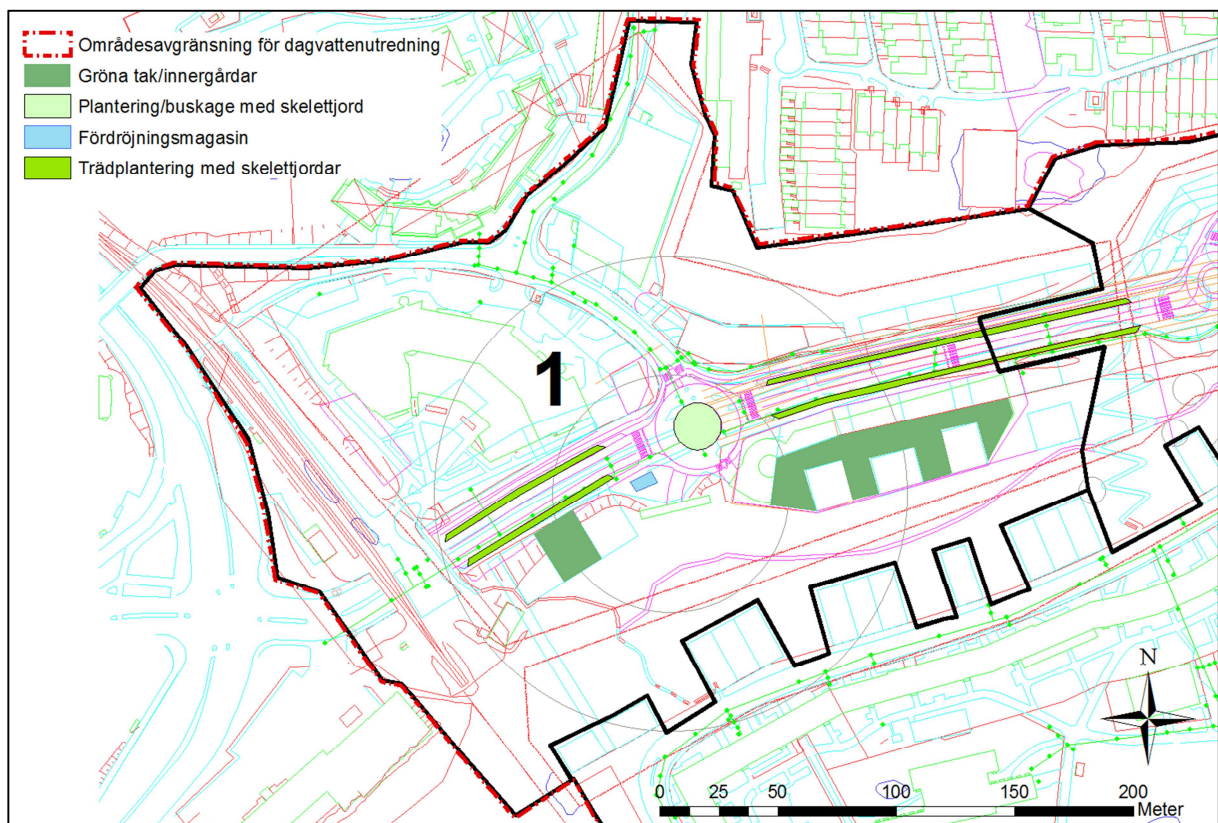 Områdesavgränsning för dagvattenutredning
Gröna tak/innergårdar
Plantering/buskage med skelettjord
Fördröjningsmagasin
Trädplantering med skelettjordar
1
N
0 25 50 100 150 200
Meter